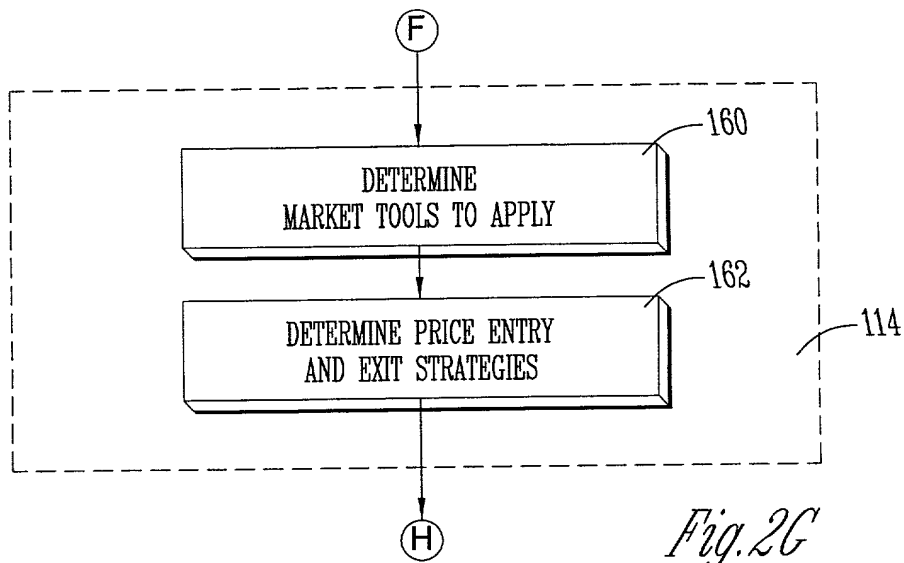 F
160
DETERMINE
MARKET TOOLS TO APPLY
162
DETERMINE PRICE ENTRY
AND EXIT STRATEGIES
114
H
Fig. 2G